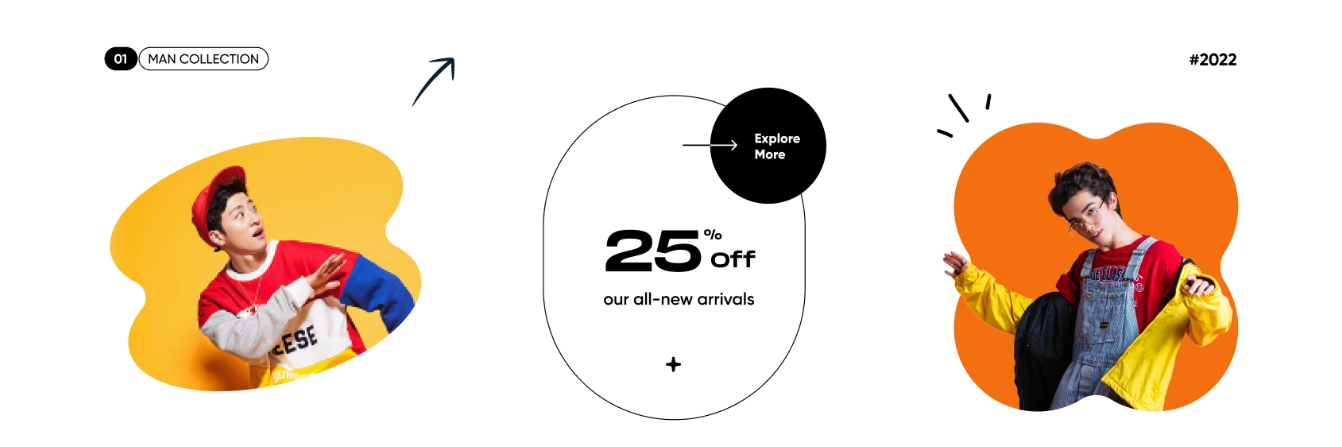 01 MAN COLLECTION
#2022
Explore
More
25% Off
our all-new arrivals